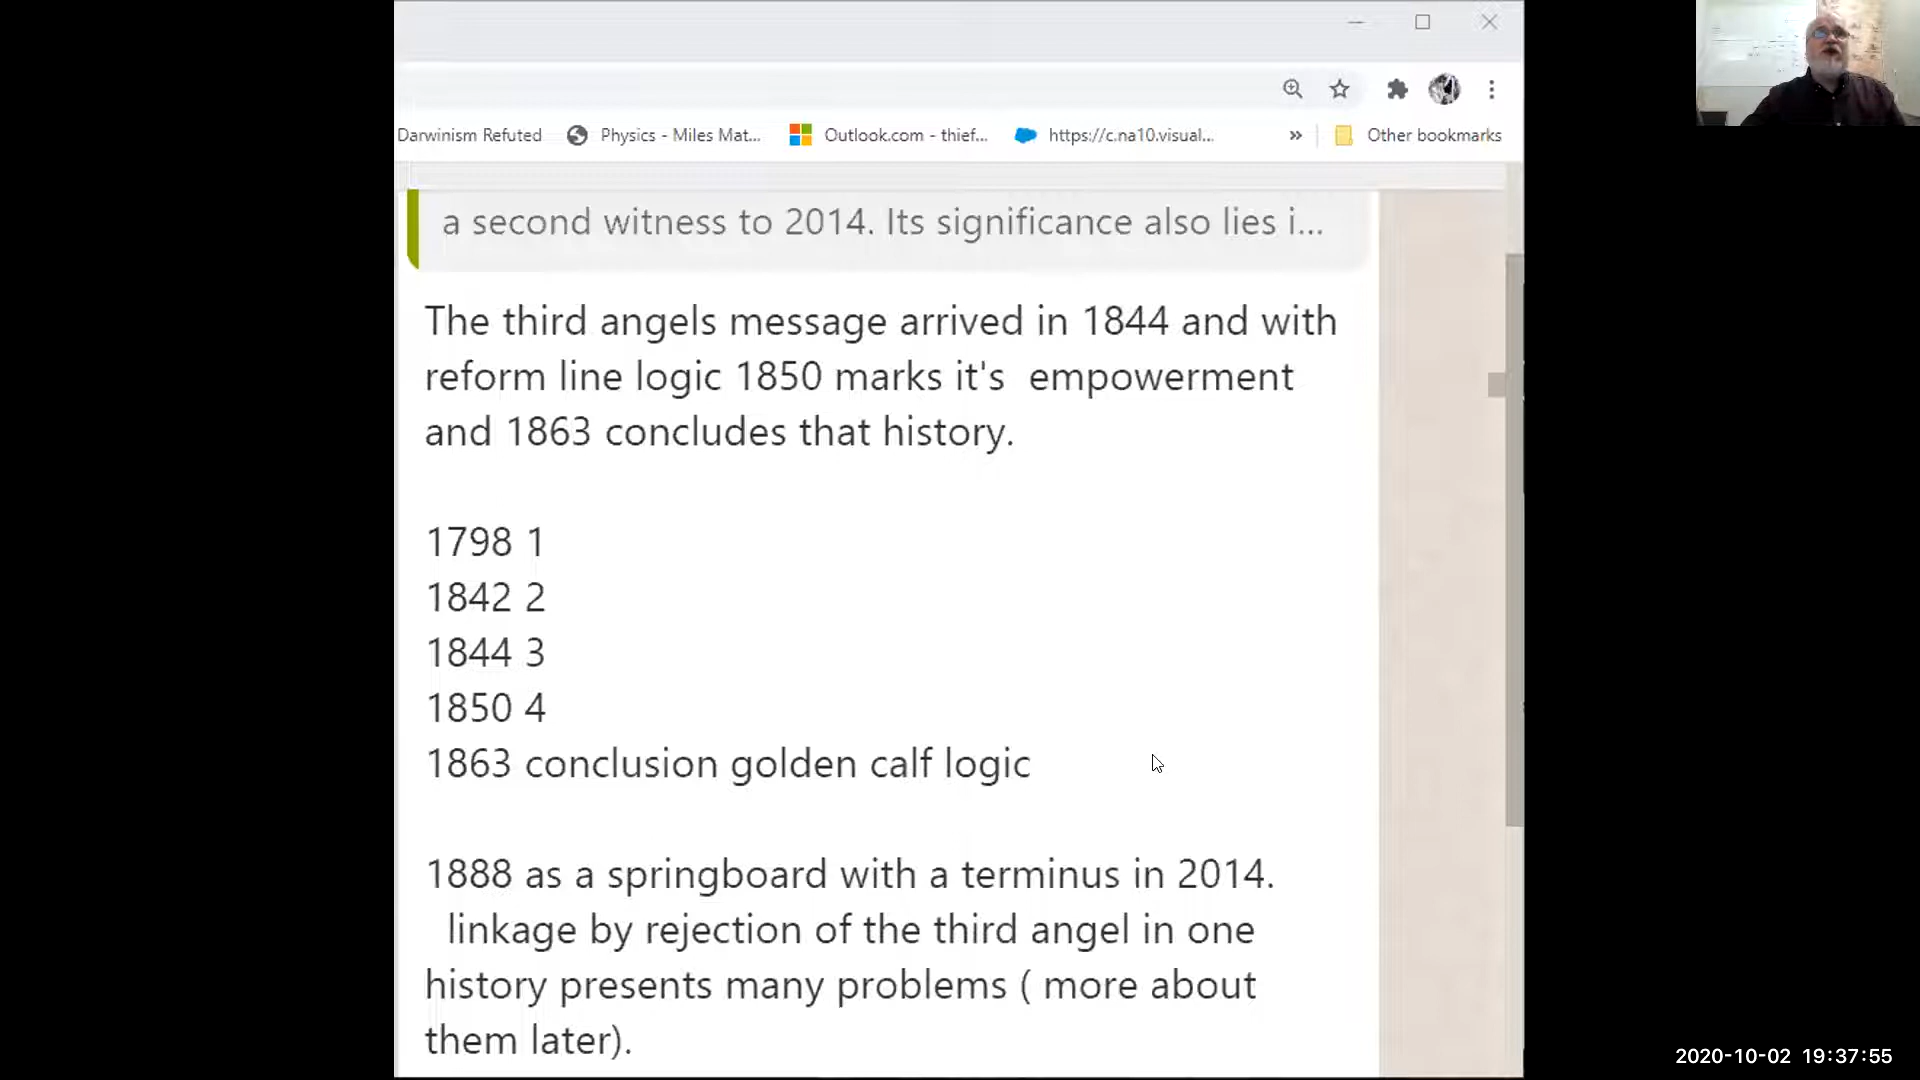 Darwinism Refuted Physics - Miles Mat... Outlook.com - thief... https://c.na10.visual... » Other bookmarks
a second witness to 2014. Its significance also lies i...
The third angels message arrived in 1844 and with
reform line logic 1850 marks it's empowerment
and 1863 concludes that history.
1798 1
1842 2
1844 3
1850 4
1863 conclusion golden calf logic
1888 as a springboard with a terminus in 2014.
linkage by rejection of the third angel in one
history presents many problems ( more about
them later).
2020-10-02 19:37:55